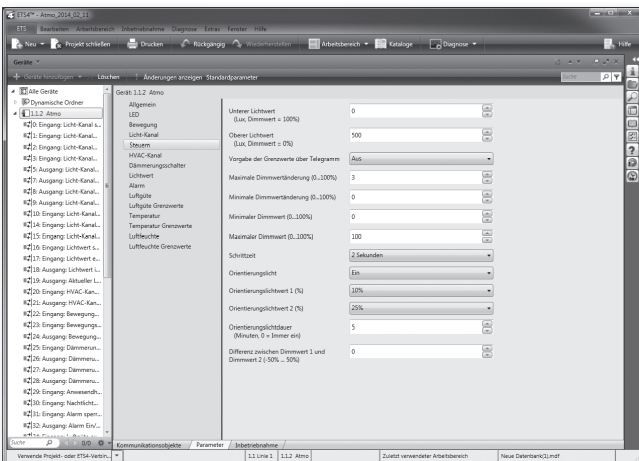 ETS4™ - Atmo_2014_02_11
ETS Bearbeiten Arbeitsbereich Inbetriebnahme Diagnose Extras Fenster Hilfe
Neu Projekt schließen Drucken Rückgängig Wiederherstellen Arbeitsbereich Kataloge Diagnose Hilfe
Geräte
Geräte hinzufügen Löschen Änderungen anzeigen Standardparameter Suche
Alle Geräte
Dynamische Ordner
1.1.2 Atmo
0: Eingang: Licht-Kanal s...
1: Eingang: Licht-Kanal...
2: Eingang: Licht-Kanal...
3: Eingang: Licht-Kanal...
5: Ausgang: Licht-Kanal...
7: Ausgang: Licht-Kanal...
8: Ausgang: Licht-Kanal...
9: Ausgang: Licht-Kanal...
10: Eingang: Licht-Kanal...
14: Eingang: Licht-Kanal...
15: Eingang: Licht-Kanal...
16: Eingang: Lichtwert s...
17: Eingang: Lichtwert e...
18: Ausgang: Lichtwert i...
19: Ausgang: Aktueller L...
20: Eingang: HVAC-Kan...
21: Ausgang: HVAC-Kan...
22: Eingang: Bewegung...
23: Eingang: Bewegungs...
24: Ausgang: Bewegung...
25: Eingang: Dämmerun...
26: Ausgang: Dämmeru...
27: Ausgang: Dämmeru...
28: Ausgang: Dämmeru...
29: Eingang: Anwesendh...
30: Eingang: Nachtlicht...
31: Eingang: Alarm sperr...
32: Ausgang: Alarm Ein/...
Suche 0/0
Gerät: 1.1.2 Atmo
Allgemein
LED
Bewegung
Licht-Kanal
Steuern
HVAC-Kanal
Dämmerungsschalter
Lichtwert
Alarm
Luftgüte
Luftgüte Grenzwerte
Temperatur
Temperatur Grenzwerte
Luftfeuchte
Luftfeuchte Grenzwerte
Unterer Lichtwert 0
(Lux, Dimmwert = 100%)
Oberer Lichtwert 500
(Lux, Dimmwert = 0%)
Vorgabe der Grenzwerte über Telegramm Aus
Maximale Dimmwertänderung (0...100%) 3
Minimale Dimmwertänderung (0...100%) 0
Minimaler Dimmwert (0...100%) 0
Maximaler Dimmwert (0...100%) 100
Schrittzeit 2 Sekunden
Orientierungslicht Ein
Orientierungslichtwert 1 (%) 10%
Orientierungslichtwert 2 (%) 25%
Orientierungslichtdauer 5
(Minuten, 0 = Immer ein)
Differenz zwischen Dimmwert 1 und 0
Dimmwert 2 (-50% ... 50%)
Kommunikationsobjekte Parameter Inbetriebnahme
Verwende Projekt- oder ETS4-Verbin... 1.1 Linie 1 1.1.2 Atmo Zuletzt verwendeter Arbeitsbereich Neue Datenbank(1).mdf